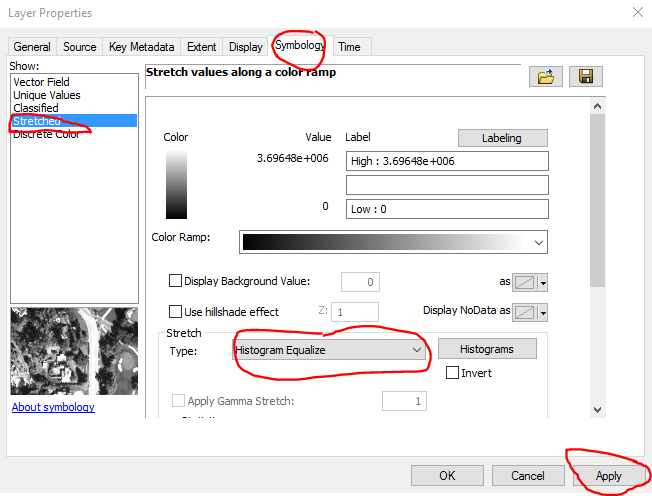 Layer Properties
General Source Key Metadata Extent Display Symbology Time
Show:
Vector Field
Unique Values
Classified
Stretched
Discrete Color
About symbology
Stretch values along a color ramp
Color Value Label Labeling
3.69648e+006 High : 3.69648e+006
0 Low : 0
Color Ramp:
Display Background Value: 0 as
Use hillshade effect Z: 1 Display NoData as
Stretch
Type: Histogram Equalize Histograms
Invert
Apply Gamma Stretch: 1
OK Cancel Apply